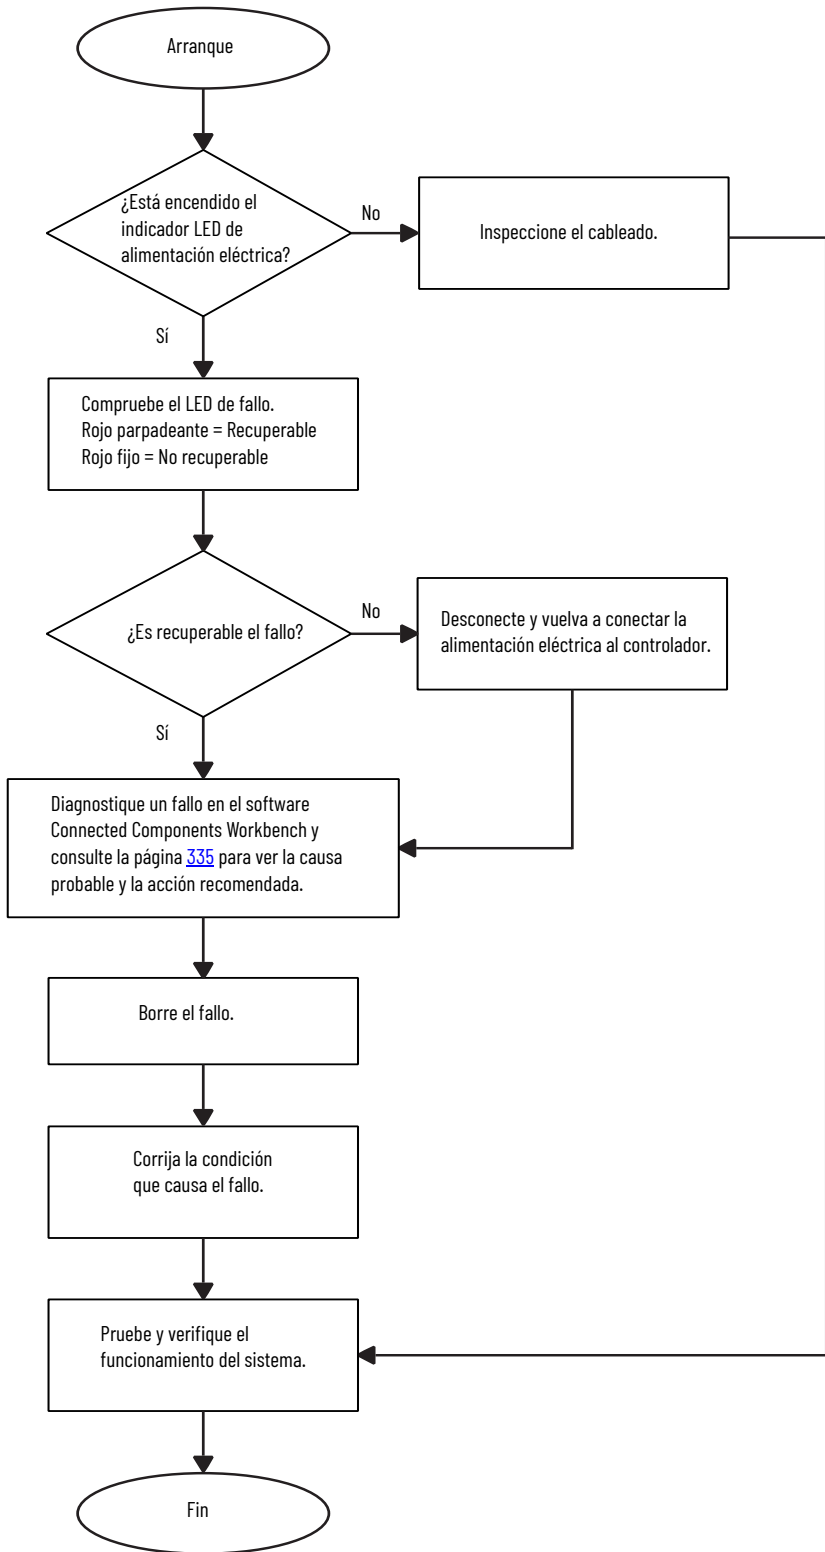 Arranque
¿Está encendido el
indicador LED de
alimentación eléctrica?
No
Inspeccione el cableado.
Sí
Compruebe el LED de fallo.
Rojo parpadeante = Recuperable
Rojo fijo = No recuperable
¿Es recuperable el fallo?
No
Desconecte y vuelva a conectar la
alimentación eléctrica al controlador.
Sí
Diagnostique un fallo en el software
Connected Components Workbench y
consulte la página 335 para ver la causa
probable y la acción recomendada.
Borre el fallo.
Corrija la condición
que causa el fallo.
Pruebe y verifique el
funcionamiento del sistema.
Fin